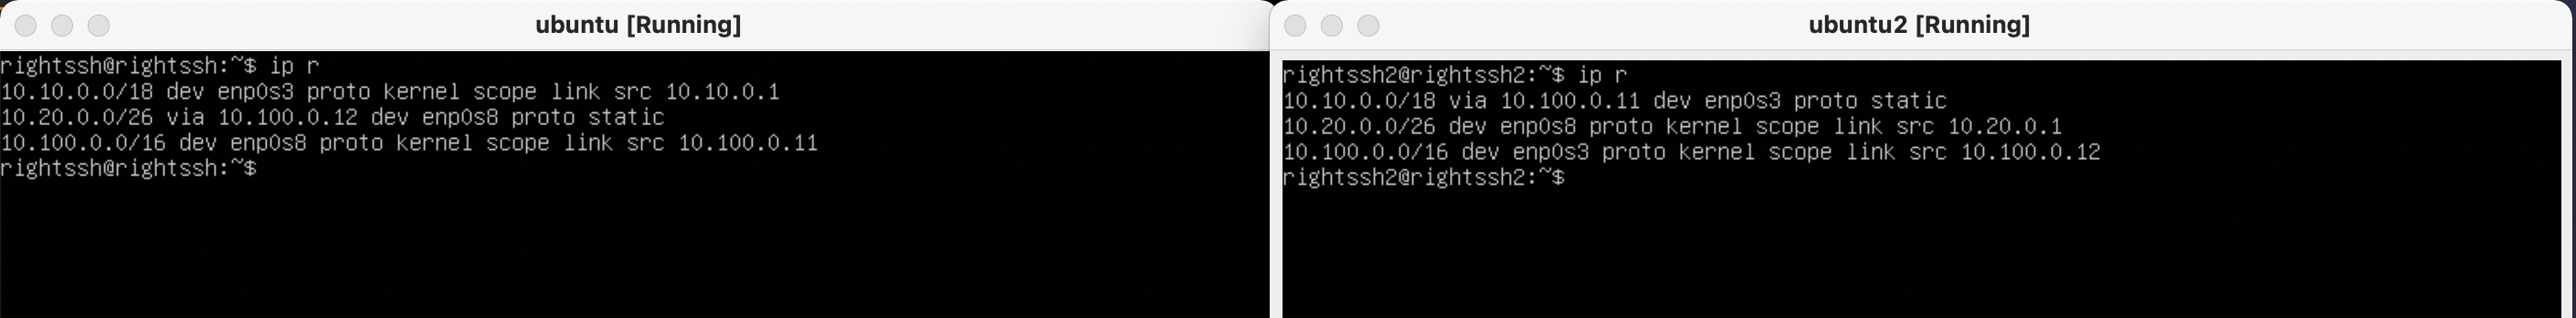 ubuntu [Running]
rightssh@rightssh:~$ ip r
10.10.0.0/18 dev enp0s3 proto kernel scope link src 10.10.0.1
10.20.0.0/26 via 10.100.0.12 dev enp0s8 proto static
10.100.0.0/16 dev enp0s8 proto kernel scope link src 10.100.0.11
rightssh@rightssh:~$
ubuntu2 [Running]
rightssh2@rightssh2:~$ ip r
10.10.0.0/18 via 10.100.0.11 dev enp0s3 proto static
10.20.0.0/26 dev enp0s8 proto kernel scope link src 10.20.0.1
10.100.0.0/16 dev enp0s3 proto kernel scope link src 10.100.0.12
rightssh2@rightssh2:~$